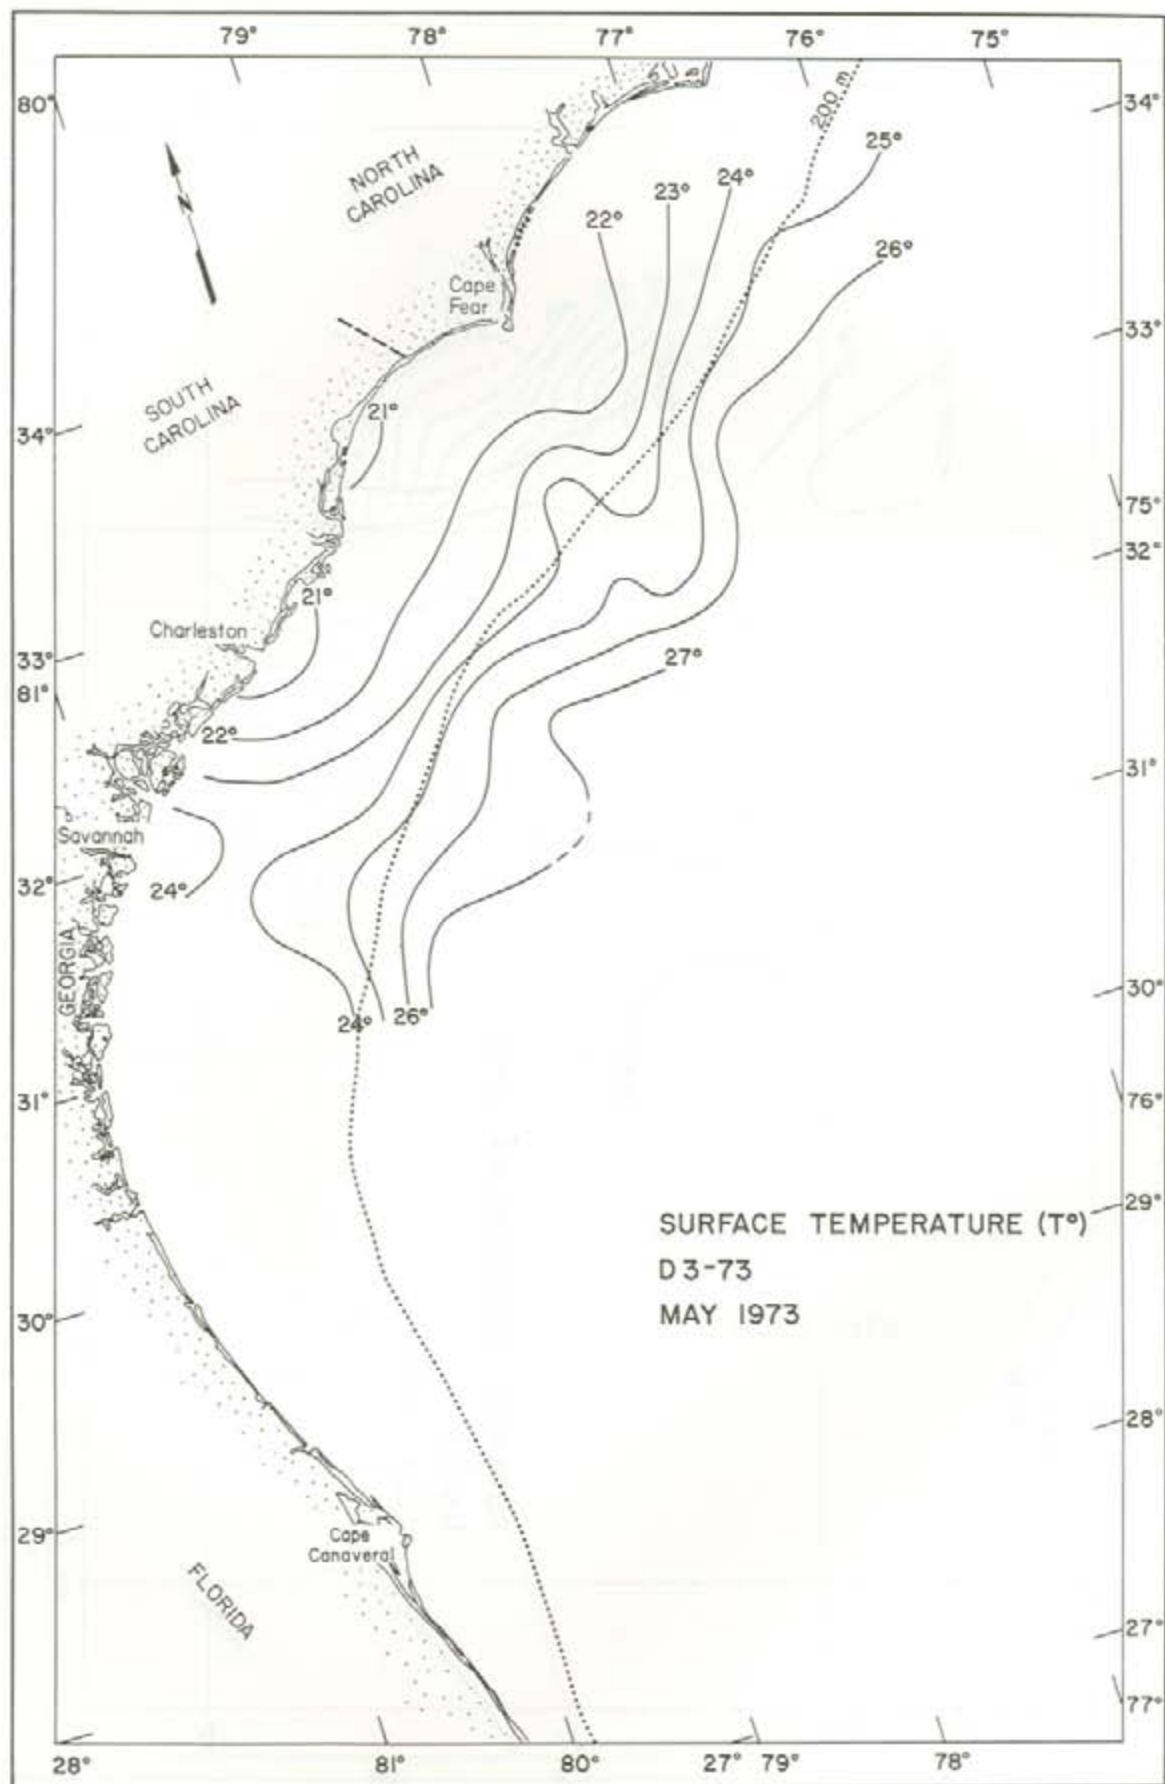 79° 78° 77° 76° 75°
80°
34°
200 m
25°
NORTH
CAROLINA
24°
23°
22°
26°
Cape
Fear
33°
SOUTH
CAROLINA
21°
34°
75°
32°
21°
Charleston
33°
27°
81°
22°
31°
Savannah
32°
24°
GEORGIA
30°
24° 26°
31°
76°
29°
SURFACE TEMPERATURE (T°)
D3-73
MAY 1973
30°
28°
29°
Cape
Canaveral
FLORIDA
27°
77°
28° 81° 80° 27° 79° 78°
N